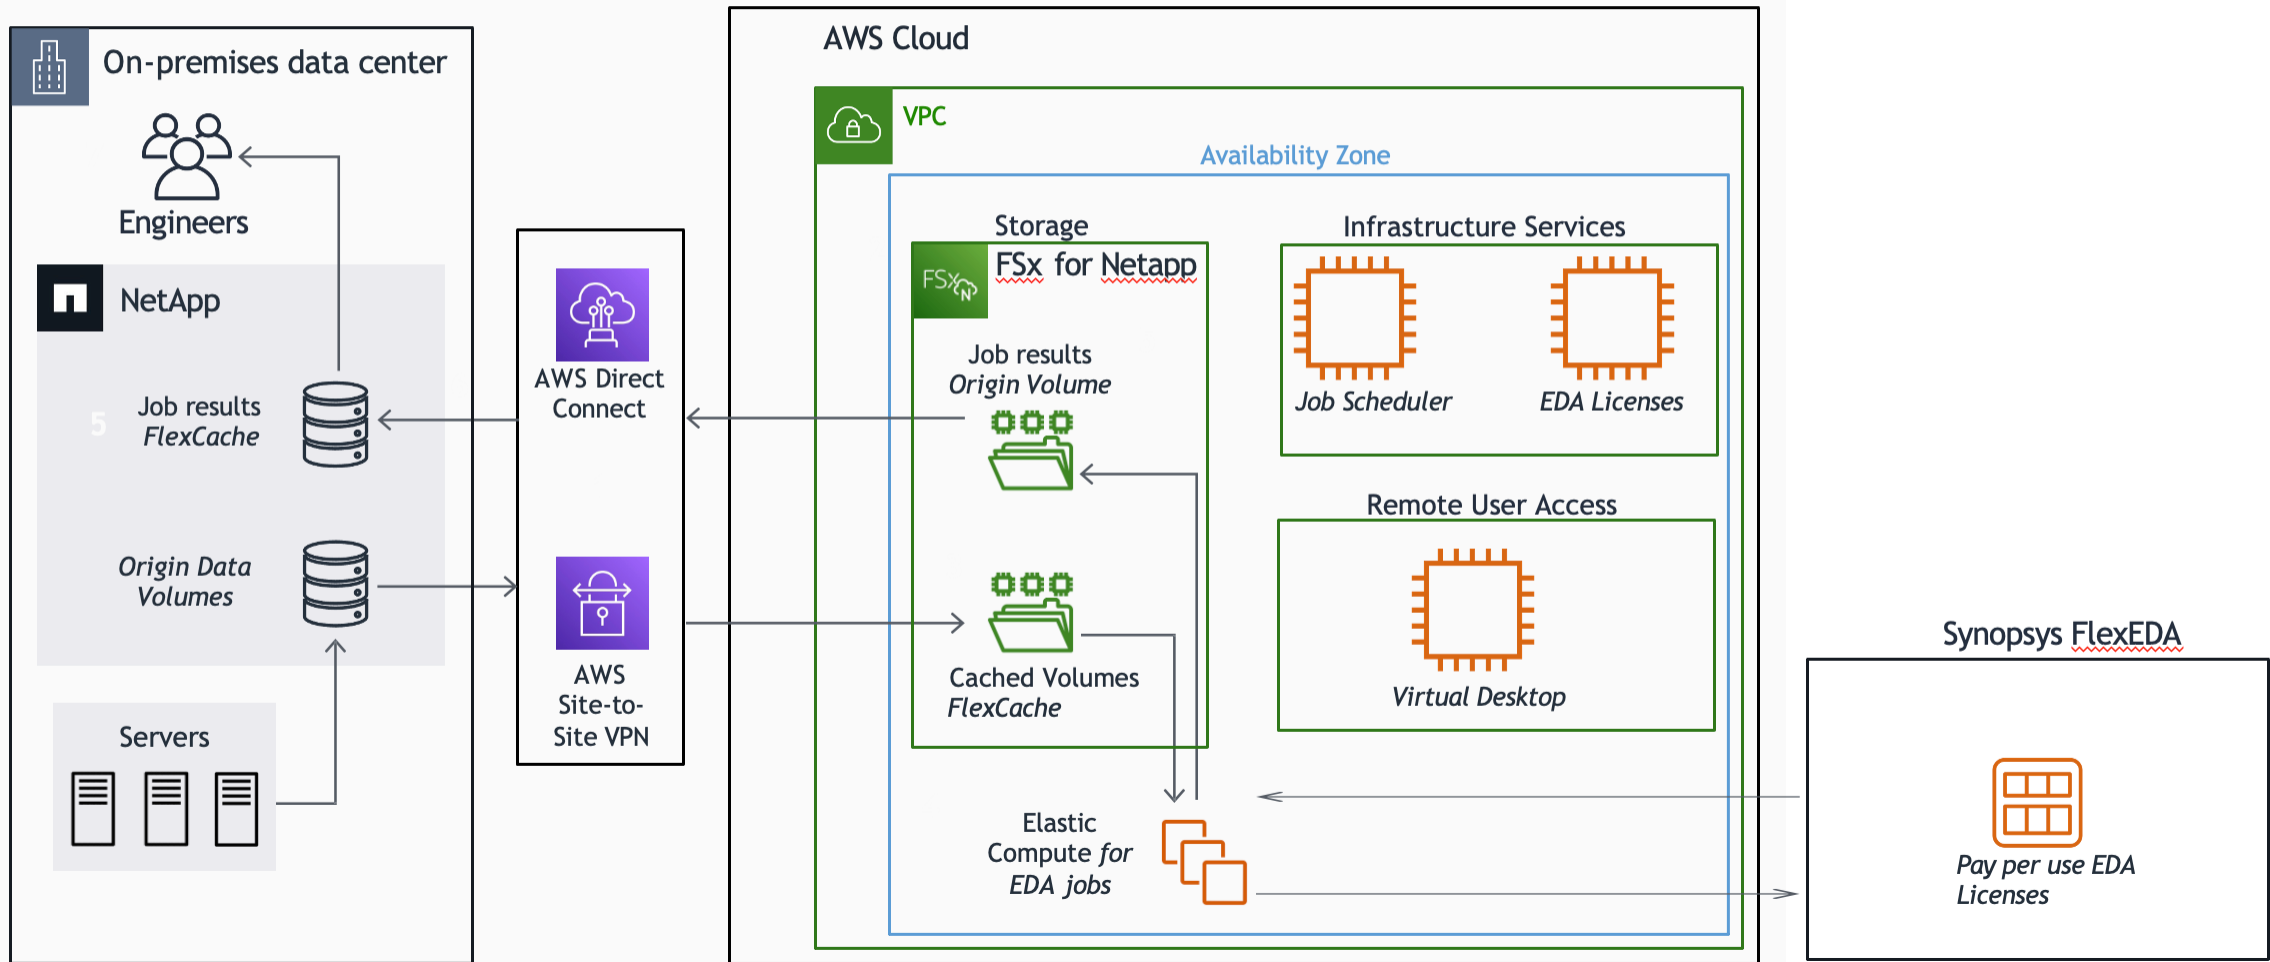 On-premises data center
Engineers
NetApp
5
Job results
FlexCache
Origin Data
Volumes
Servers
AWS Direct
Connect
AWS
Site-to-
Site VPN
AWS Cloud
VPC
Availability Zone
Storage
FSx
N
FSx for Netapp
Job results
Origin Volume
Cached Volumes
FlexCache
Elastic
Compute for
EDA jobs
Infrastructure Services
Job Scheduler
EDA Licenses
Remote User Access
Virtual Desktop
Synopsys FlexEDA
Pay per use EDA
Licenses